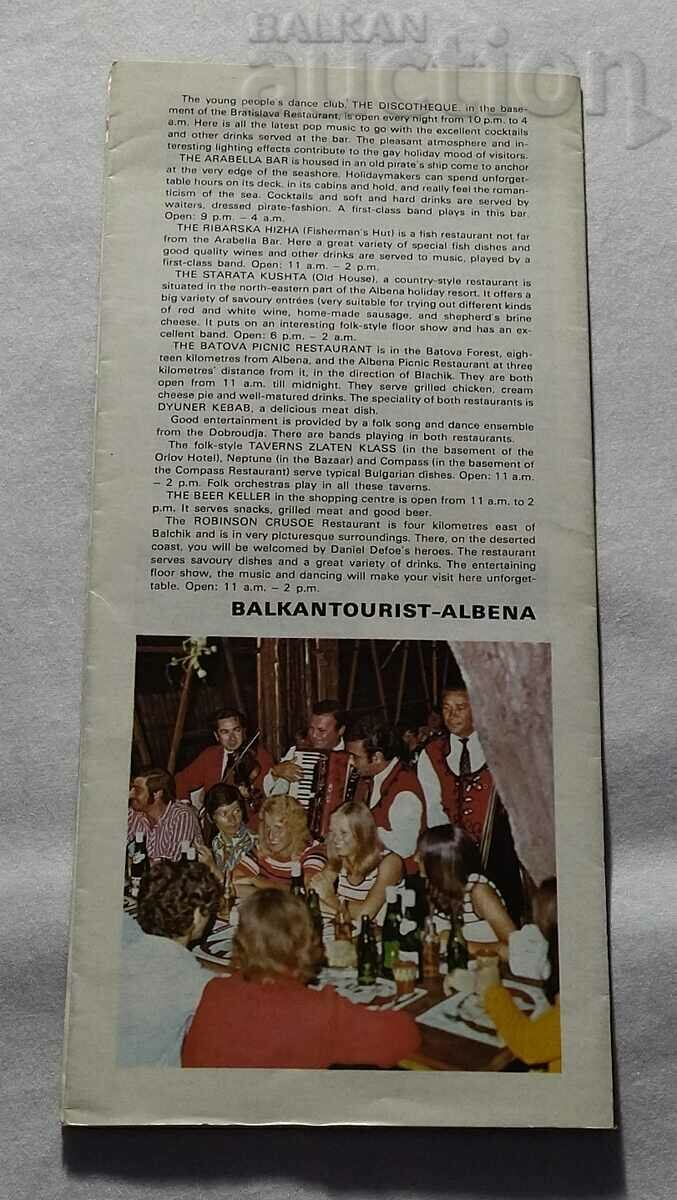 BALKAN
auction
The young people's dance club, THE DISCOTHEQUE, in the base-
ment of the Bratislava Restaurant, is open every night from 10 p.m. to 4
a.m. Here is all the latest pop music to go with the excellent cocktails
and other drinks served at the bar. The pleasant atmosphere and in-
teresting lighting effects contribute to the gay holiday mood of visitors.
THE ARABELLA BAR is housed in an old pirate's ship come to anchor
at the very edge of the seashore. Holidaymakers can spend unforget-
table hours on its deck, in its cabins and hold, and really feel the roman-
ticism of the sea. Cocktails and soft and hard drinks are served by
waiters, dressed pirate-fashion. A first-class band plays in this bar.
Open: 9 p.m. – 4 a.m.
THE RIBARSKA HIZHA (Fisherman's Hut) is a fish restaurant not far
from the Arabella Bar. Here a great variety of special fish dishes and
good quality wines and other drinks are served to music, played by a
first-class band. Open: 11 a.m. – 2 p.m.
THE STARATA KUSHTA (Old House), a country-style restaurant is
situated in the north-eastern part of the Albena holiday resort. It offers a
big variety of savoury entrées (very suitable for trying out different kinds
of red and white wine, home-made sausage, and shepherd's brine
cheese. It puts on an interesting folk-style floor show and has an ex-
cellent band. Open: 6 p.m. – 2 a.m.
THE BATOVA PICNIC RESTAURANT is in the Batova Forest, eigh-
teen kilometres from Albena, and the Albena Picnic Restaurant at three
kilometres' distance from it, in the direction of Blachik. They are both
open from 11 a.m. till midnight. They serve grilled chicken, cream
cheese pie and well-matured drinks. The speciality of both restaurants is
DYUNER KEBAB, a delicious meat dish.
Good entertainment is provided by a folk song and dance ensemble
from the Dobroudja. There are bands playing in both restaurants.
The folk-style TAVERNS ZLATEN KLASS (in the basement of the
Orlov Hotel), Neptune (in the Bazaar) and Compass (in the basement of
the Compass Restaurant) serve typical Bulgarian dishes. Open: 11 a.m.
– 2 p.m. Folk orchestras play in all these taverns.
THE BEER KELLER in the shopping centre is open from 11 a.m. to 2
p.m. It serves snacks, grilled meat and good beer.
The ROBINSON CRUSOE Restaurant is four kilometres east of
Balchik and is in very picturesque surroundings. There, on the deserted
coast, you will be welcomed by Daniel Defoe's heroes. The restaurant
serves savoury dishes and a great variety of drinks. The entertaining
floor show, the music and dancing will make your visit here unforget-
table. Open: 11 a.m. – 2 p.m.
BALKANTOURIST–ALBENA